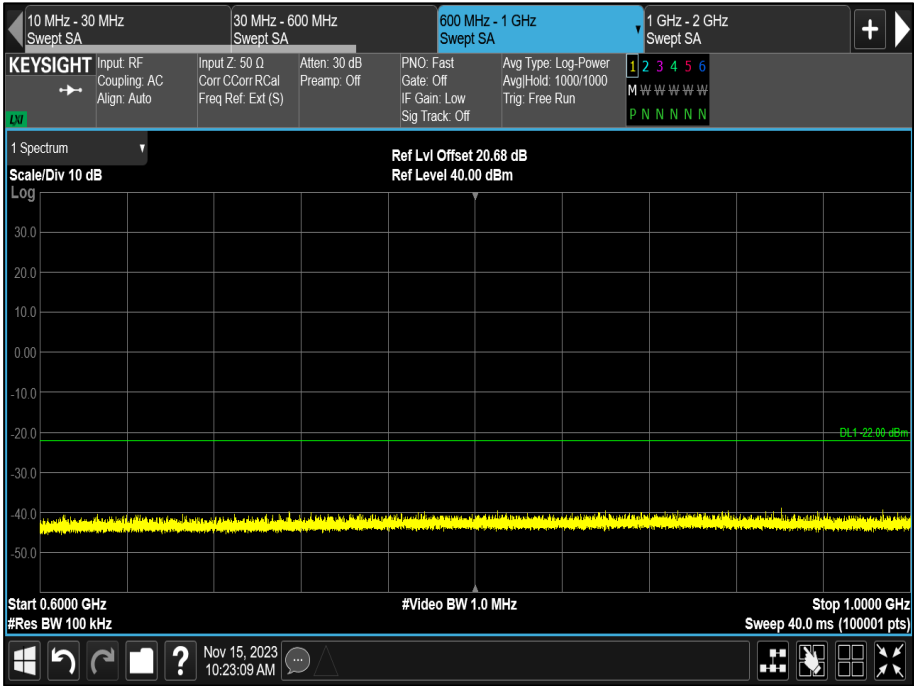 10 MHz - 30 MHz
Swept SA
30 MHz - 600 MHz
Swept SA
600 MHz - 1 GHz
Swept SA
1 GHz - 2 GHz
Swept SA
KEYSIGHT
LXI
Input: RF
Coupling: AC
Align: Auto
Input Z: 50 Ω
Corr CCorr RCal
Freq Ref: Ext (S)
Atten: 30 dB
Preamp: Off
PNO: Fast
Gate: Off
IF Gain: Low
Sig Track: Off
Avg Type: Log-Power
Avg|Hold: 1000/1000
Trig: Free Run
1 2 3 4 5 6
M W W W W W
P N N N N N
1 Spectrum
Scale/Div 10 dB
Ref Lvl Offset 20.68 dB
Ref Level 40.00 dBm
Log
30.0
20.0
10.0
0.00
-10.0
-20.0
DL1 -22.00 dBm
-30.0
-40.0
-50.0
Start 0.6000 GHz
#Video BW 1.0 MHz
Stop 1.0000 GHz
#Res BW 100 kHz
Sweep 40.0 ms (100001 pts)
?
Nov 15, 2023
10:23:09 AM